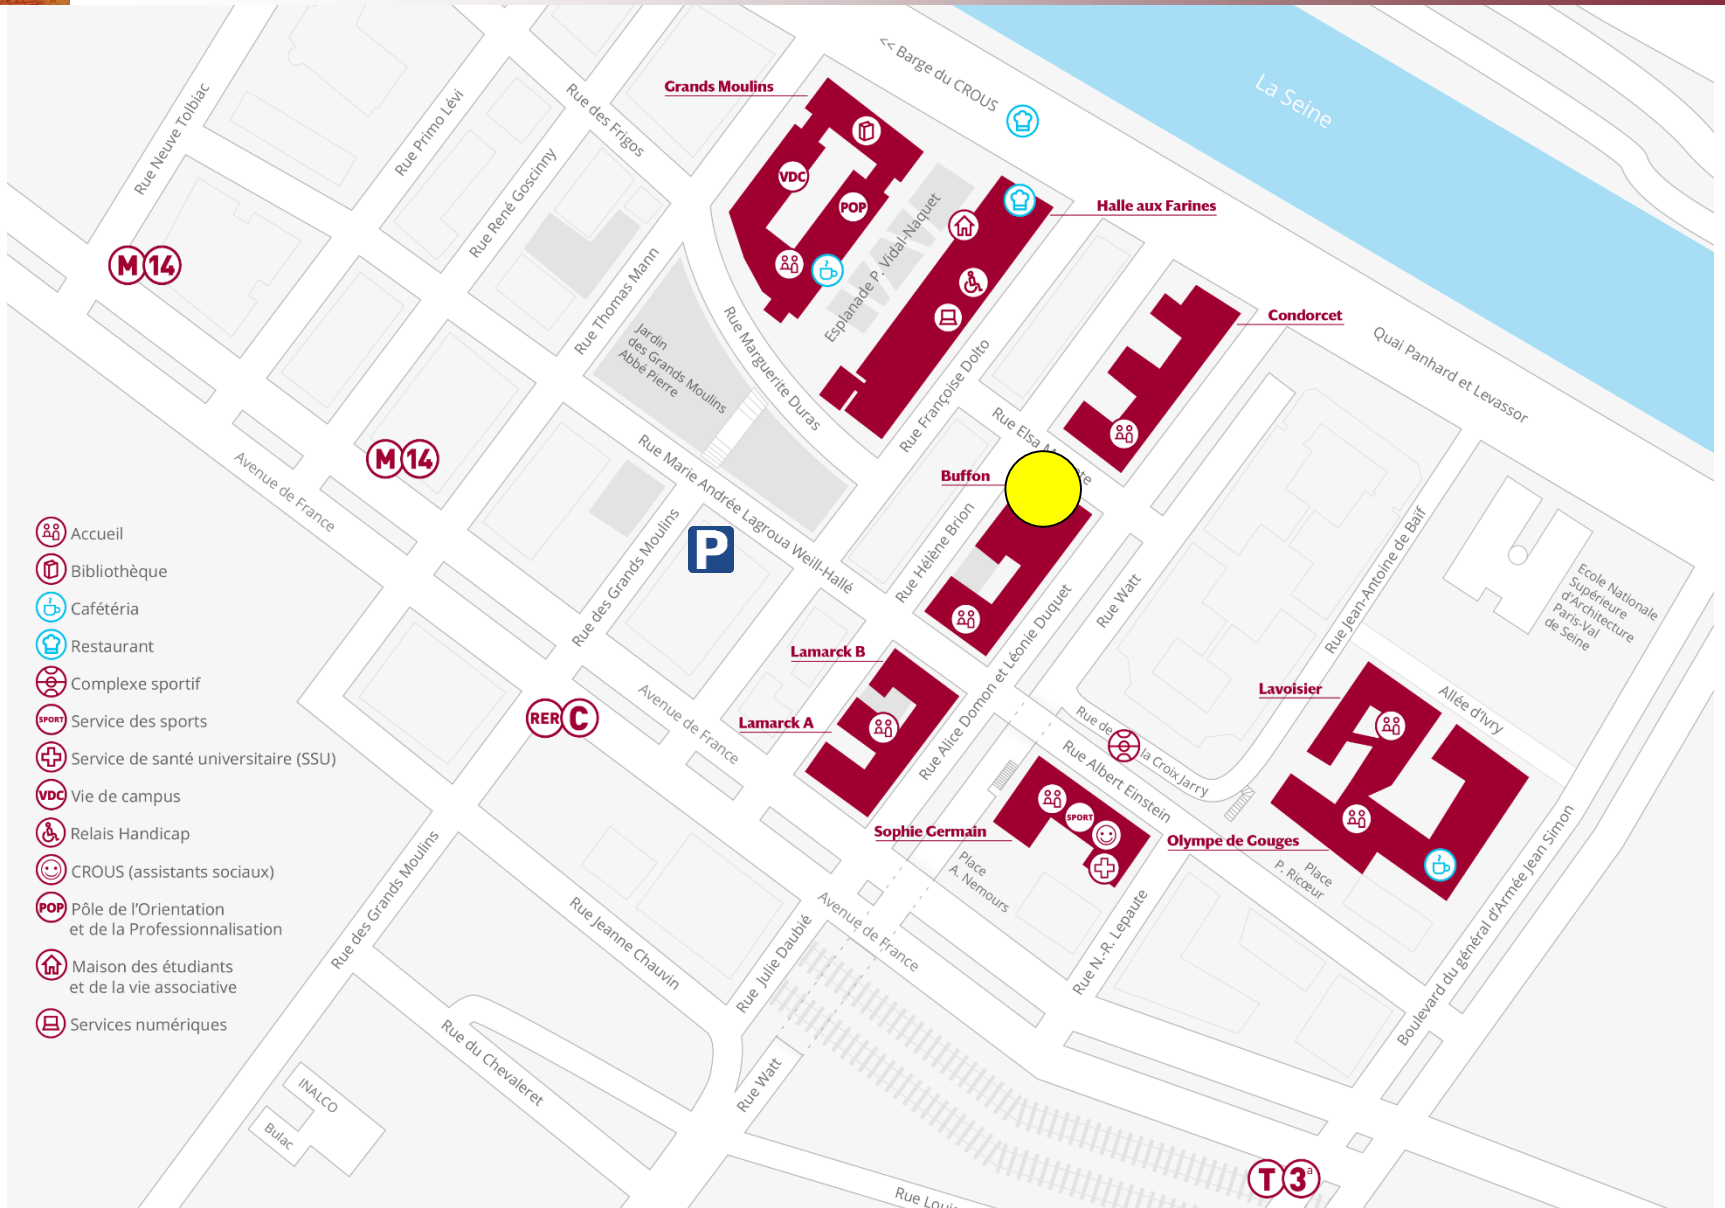 << Barge du CROUS
La Seine
Grands Moulins
Rue Neuve Tolbiac
Rue Primo Lévi
Rue des Frigos
Rue René Goscinny
VDC
POP
Esplanade P. Vidal-Naquet
Halle aux Farines
M 14
Rue Thomas Mann
Jardin
des Grands Moulins
Abbé Pierre
Rue Marguerite Duras
Rue Françoise Dolto
Condorcet
Quai Panhard et Levassor
M 14
Avenue de France
Rue Marie Andrée Lagroua Weill-Hallé
Rue Elsa
Buffon
Rue Hélène Brion
P
Rue des Grands Moulins
Rue Alice Domon et Léonie Duquet
Rue Watt
Rue Jean-Antoine de Baïf
Ecole Nationale
Supérieure
d'Architecture
Paris-Val
de Seine
Lamarck B
Lamarck A
Lavoisier
Allée d'Ivry
RER C
Avenue de France
Rue de la Croix Jarry
Rue Albert Einstein
Sophie Germain
SPORT
Olympe de Gouges
Place
A. Nemours
Place
P. Ricœur
Boulevard du général d'Armée Jean Simon
Rue N.-R. Lepaute
Avenue de France
Rue Julie Daubié
Rue Jeanne Chauvin
Rue des Grands Moulins
Rue du Chevaleret
Rue Watt
INALCO
Bulac
T 3a
Accueil
Bibliothèque
Cafétéria
Restaurant
Complexe sportif
SPORT Service des sports
Service de santé universitaire (SSU)
VDC Vie de campus
Relais Handicap
CROUS (assistants sociaux)
POP Pôle de l'Orientation
et de la Professionnalisation
Maison des étudiants
et de la vie associative
Services numériques